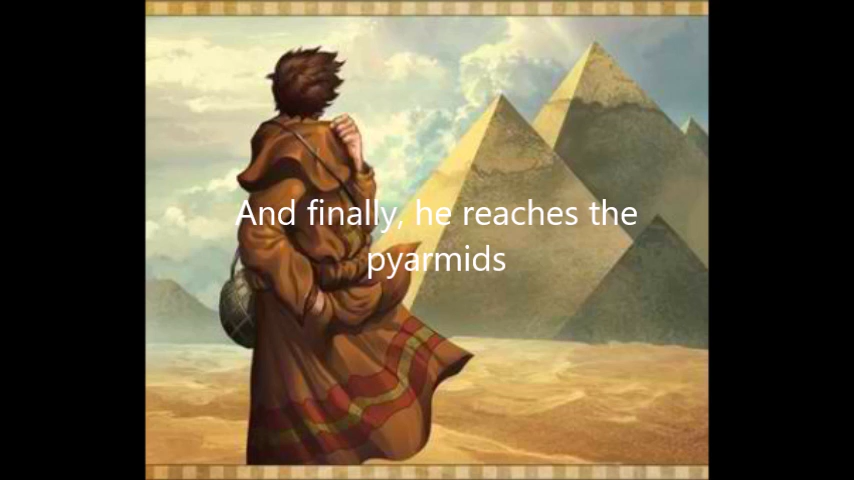 And finally, he reaches the
pyarmids